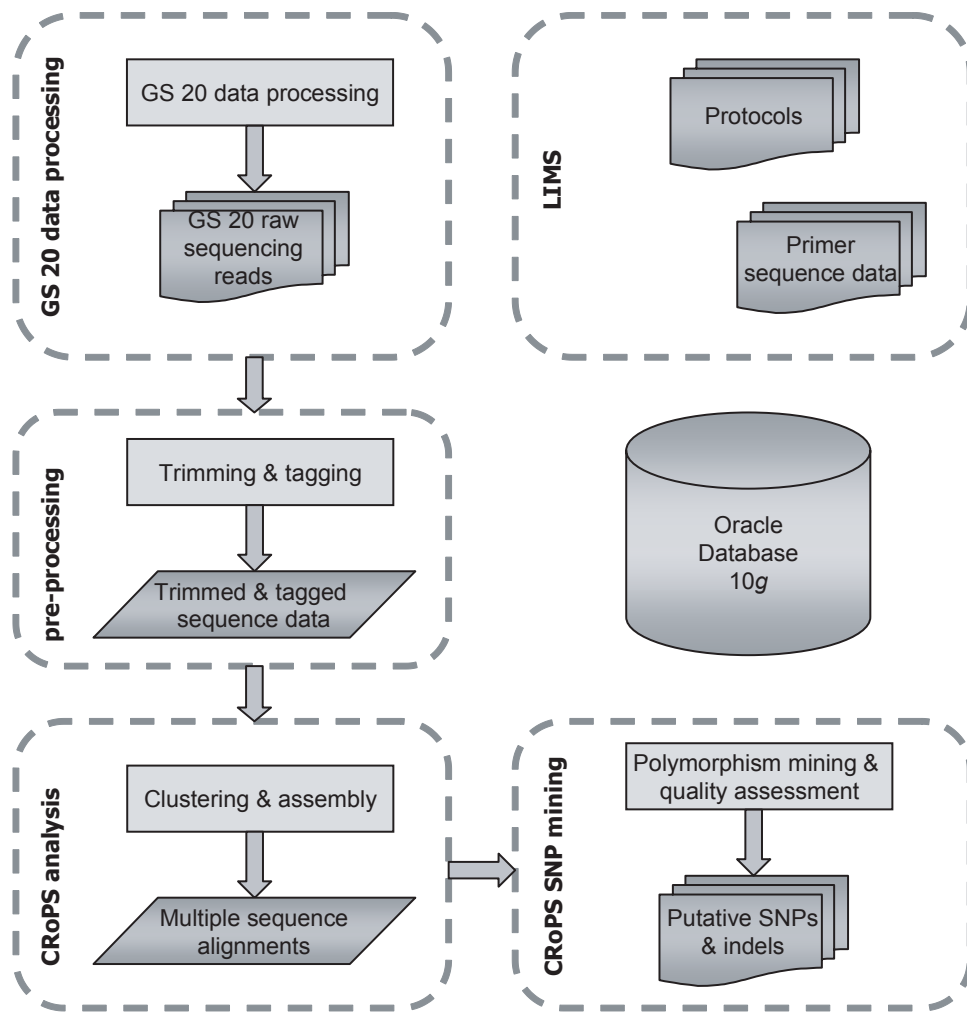 GS 20 data processing
GS 20 data processing
GS 20 raw
sequencing
reads
LIMS
Protocols
Primer
sequence data
pre-processing
Trimming & tagging
Trimmed & tagged
sequence data
Oracle
Database
10g
CRoPS analysis
Clustering & assembly
Multiple sequence
alignments
CRoPS SNP mining
Polymorphism mining &
quality assessment
Putative SNPs
& indels